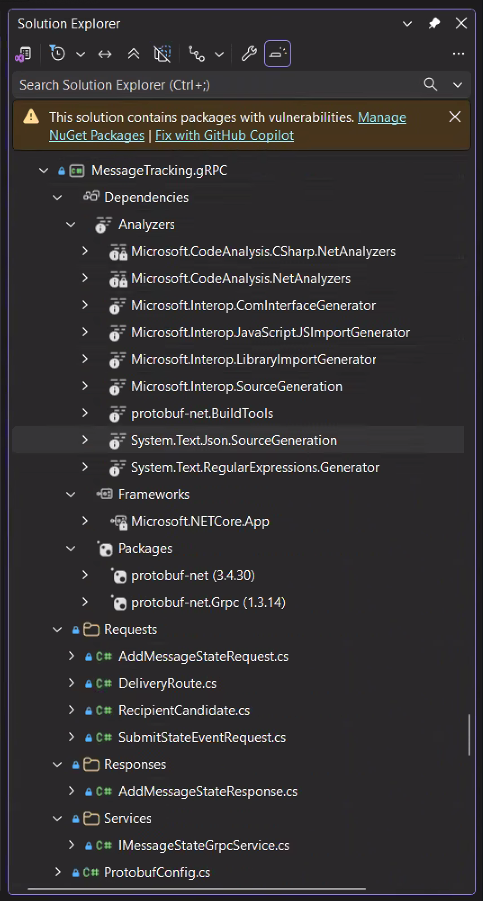 Solution Explorer
Search Solution Explorer (Ctrl+;)
This solution contains packages with vulnerabilities. Manage
NuGet Packages | Fix with GitHub Copilot
MessageTracking.gRPC
Dependencies
Analyzers
Microsoft.CodeAnalysis.CSharp.NetAnalyzers
Microsoft.CodeAnalysis.NetAnalyzers
Microsoft.Interop.ComInterfaceGenerator
Microsoft.Interop.JavaScript.JSImportGenerator
Microsoft.Interop.LibraryImportGenerator
Microsoft.Interop.SourceGeneration
protobuf-net.BuildTools
System.Text.Json.SourceGeneration
System.Text.RegularExpressions.Generator
Frameworks
Microsoft.NETCore.App
Packages
protobuf-net (3.4.30)
protobuf-net.Grpc (1.3.14)
Requests
C# AddMessageStateRequest.cs
C# DeliveryRoute.cs
C# RecipientCandidate.cs
C# SubmitStateEventRequest.cs
Responses
C# AddMessageStateResponse.cs
Services
C# IMessageStateGrpcService.cs
C# ProtobufConfig.cs